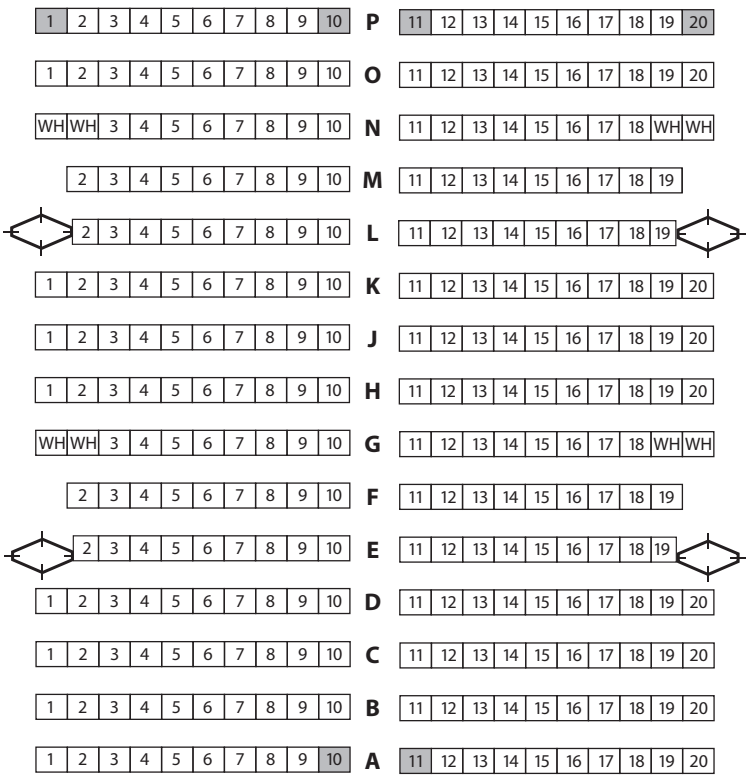 1 2 3 4 5 6 7 8 9 10 P 11 12 13 14 15 16 17 18 19 20
1 2 3 4 5 6 7 8 9 10 O 11 12 13 14 15 16 17 18 19 20
WH WH 3 4 5 6 7 8 9 10 N 11 12 13 14 15 16 17 18 WH WH
2 3 4 5 6 7 8 9 10 M 11 12 13 14 15 16 17 18 19
2 3 4 5 6 7 8 9 10 L 11 12 13 14 15 16 17 18 19
1 2 3 4 5 6 7 8 9 10 K 11 12 13 14 15 16 17 18 19 20
1 2 3 4 5 6 7 8 9 10 J 11 12 13 14 15 16 17 18 19 20
1 2 3 4 5 6 7 8 9 10 H 11 12 13 14 15 16 17 18 19 20
WH WH 3 4 5 6 7 8 9 10 G 11 12 13 14 15 16 17 18 WH WH
2 3 4 5 6 7 8 9 10 F 11 12 13 14 15 16 17 18 19
2 3 4 5 6 7 8 9 10 E 11 12 13 14 15 16 17 18 19
1 2 3 4 5 6 7 8 9 10 D 11 12 13 14 15 16 17 18 19 20
1 2 3 4 5 6 7 8 9 10 C 11 12 13 14 15 16 17 18 19 20
1 2 3 4 5 6 7 8 9 10 B 11 12 13 14 15 16 17 18 19 20
1 2 3 4 5 6 7 8 9 10 A 11 12 13 14 15 16 17 18 19 20